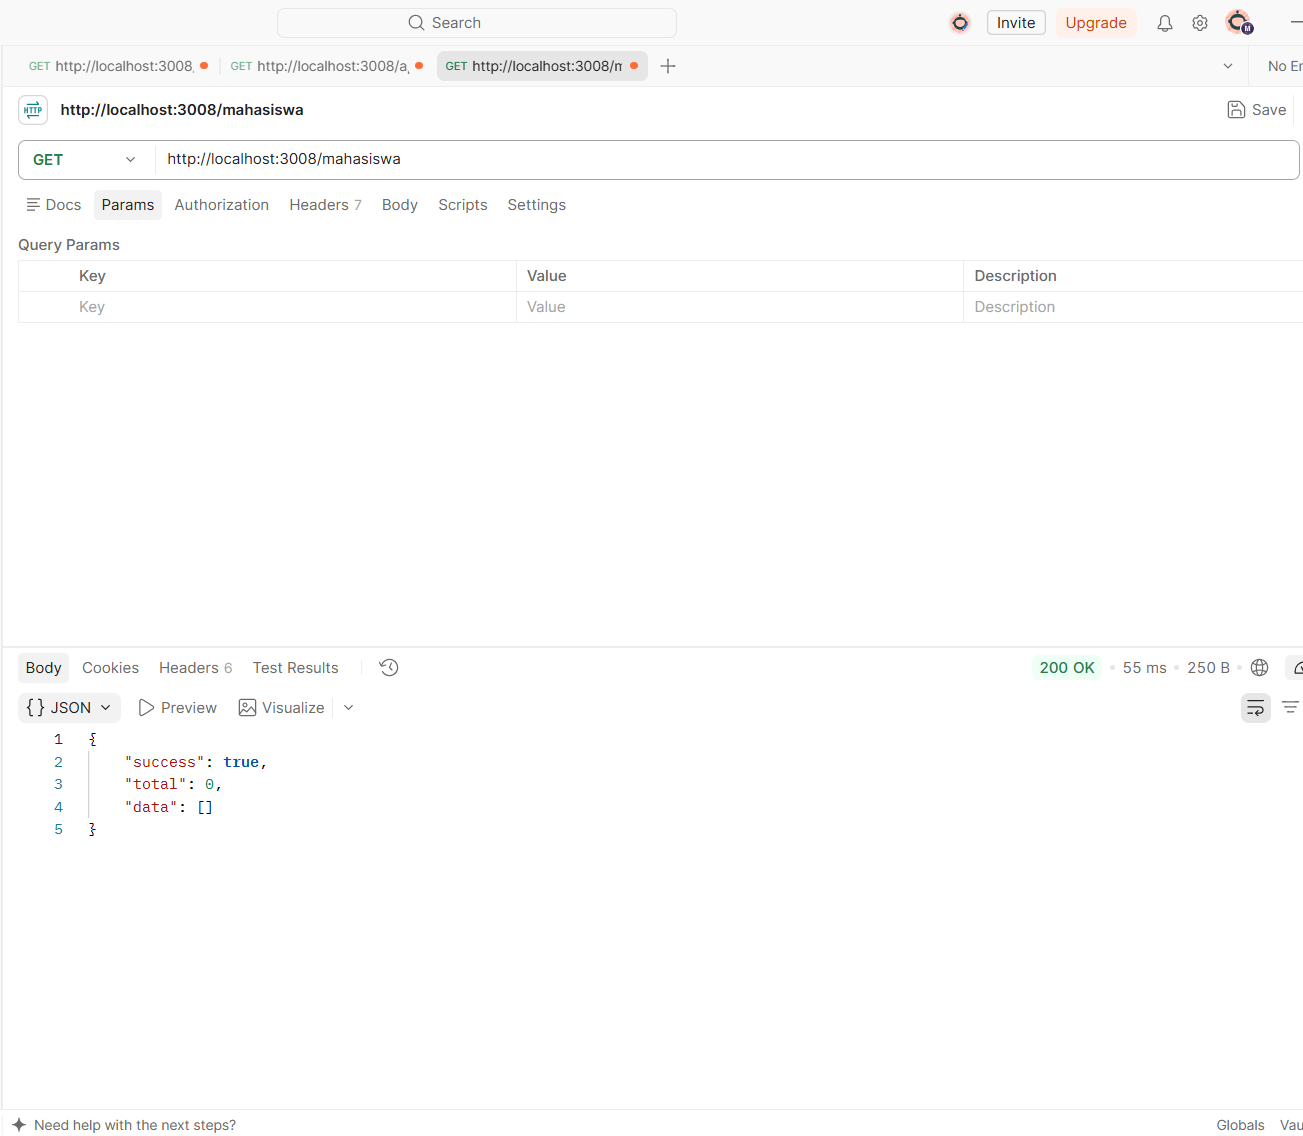 Search
Invite
Upgrade
M
GET http://localhost:3008
GET http://localhost:3008/a
GET http://localhost:3008/m
No En
HTTP
http://localhost:3008/mahasiswa
Save
GET
http://localhost:3008/mahasiswa
Docs
Params
Authorization
Headers 7
Body
Scripts
Settings
Query Params
Key Value Description
Key Value Description
Body
Cookies
Headers 6
Test Results
200 OK
55 ms
250 B
{} JSON
Preview
Visualize
1 {
2 "success": true,
3 "total": 0,
4 "data": []
5 }
Need help with the next steps?
Globals
Vau